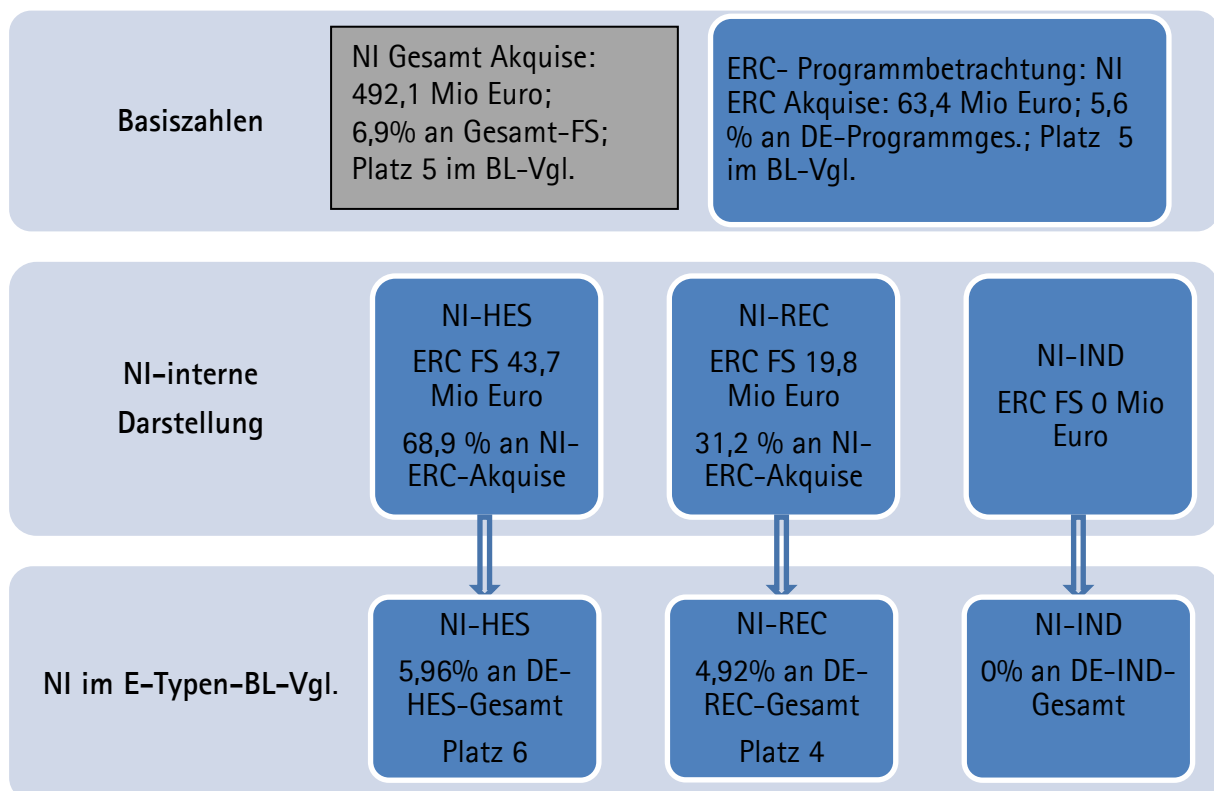 Basiszahlen
NI Gesamt Akquise:
492,1 Mio Euro;
6,9% an Gesamt-FS;
Platz 5 im BL-Vgl.
ERC- Programmbetrachtung: NI
ERC Akquise: 63,4 Mio Euro; 5,6
% an DE-Programmges.; Platz 5
im BL-Vgl.
NI-interne
Darstellung
NI-HES
ERC FS 43,7
Mio Euro
68,9 % an NI-
ERC-Akquise
NI-REC
ERC FS 19,8
Mio Euro
31,2 % an NI-
ERC-Akquise
NI-IND
ERC FS 0 Mio
Euro
NI im E-Typen-BL-Vgl.
NI-HES
5,96% an DE-
HES-Gesamt
Platz 6
NI-REC
4,92% an DE-
REC-Gesamt
Platz 4
NI-IND
0% an DE-IND-
Gesamt